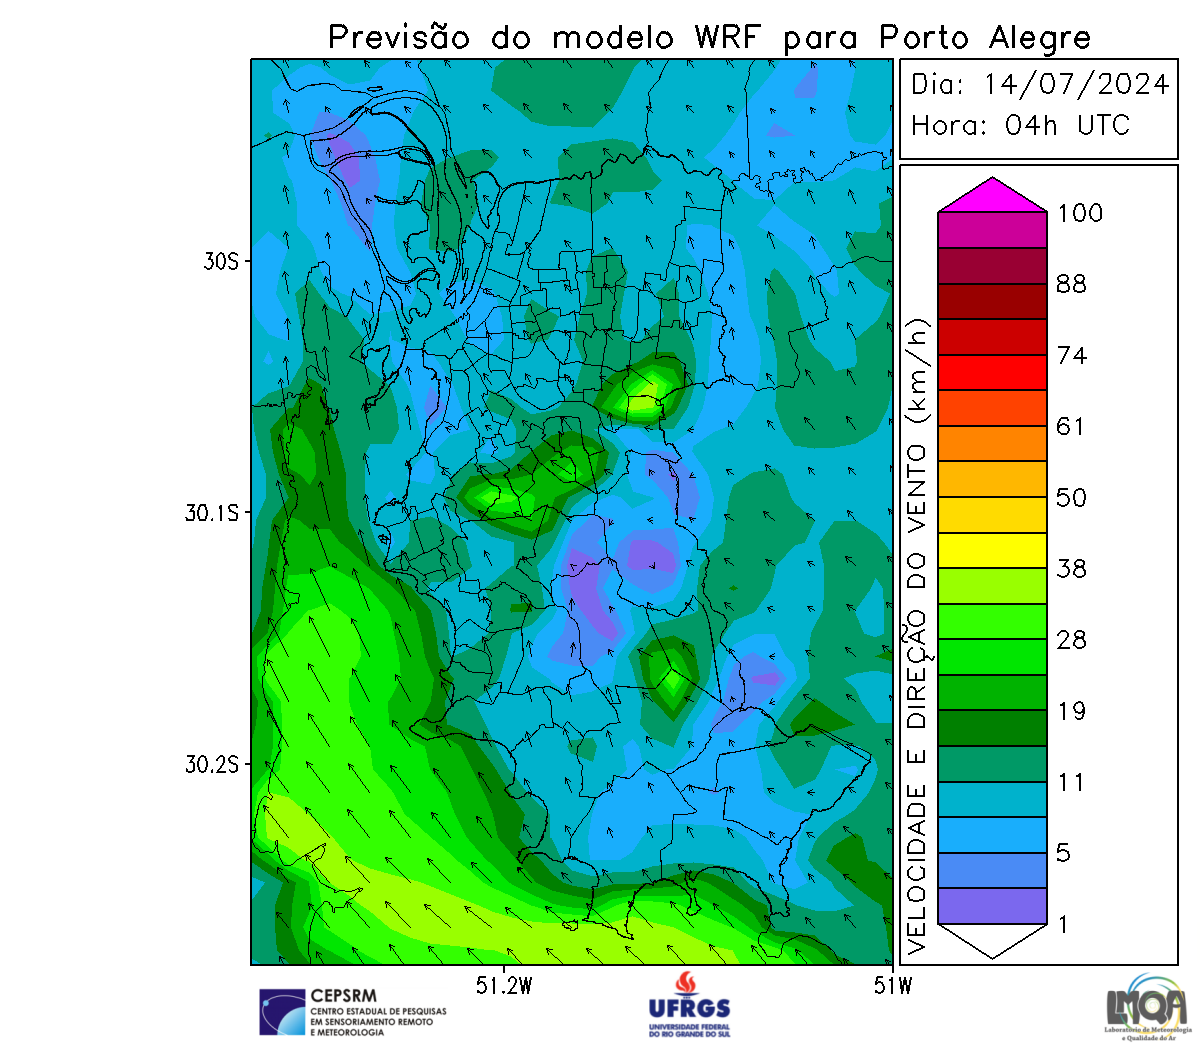 Previsão do modelo WRF para Porto Alegre
Dia: 14/07/2024
Hora: 04h UTC
30S
30.1S
30.2S
51.2W
51W
VELOCIDADE E DIREÇÃO DO VENTO (km/h)
100
88
74
61
50
38
28
19
11
5
1
CEPSRM
CENTRO ESTADUAL DE PESQUISAS
EM SENSORIAMENTO REMOTO
E METEOROLOGIA
UFRGS
UNIVERSIDADE FEDERAL
DO RIO GRANDE DO SUL
LMQA
Laboratório de Meteorologia
e Qualidade do Ar